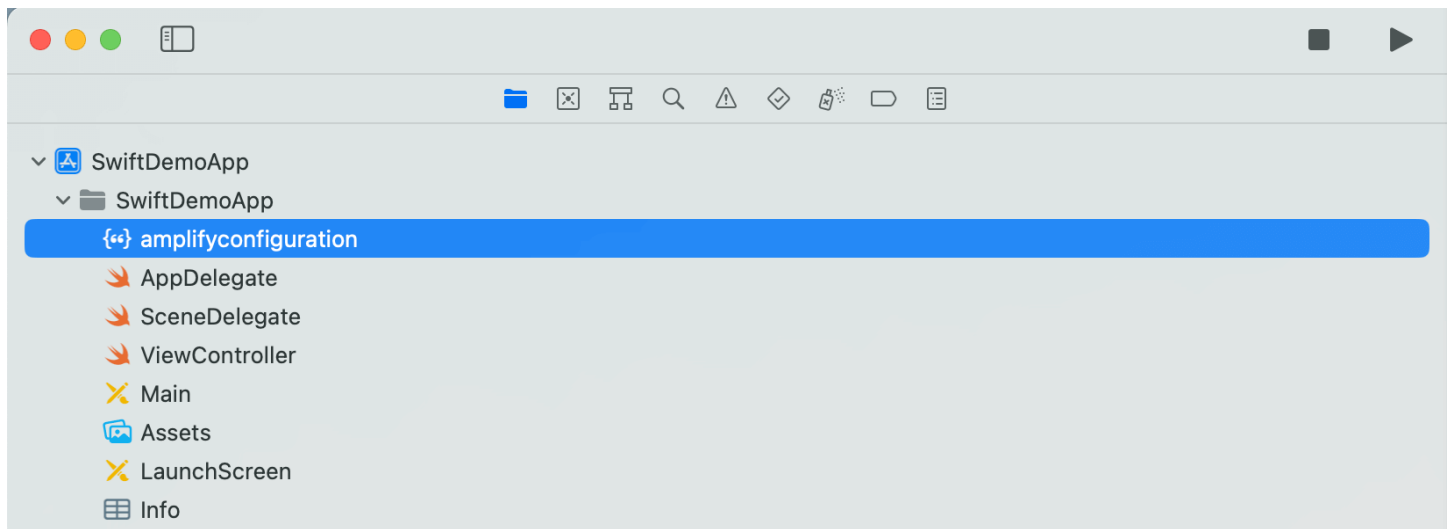 SwiftDemoApp
SwiftDemoApp
amplifyconfiguration
AppDelegate
SceneDelegate
ViewController
Main
Assets
LaunchScreen
Info